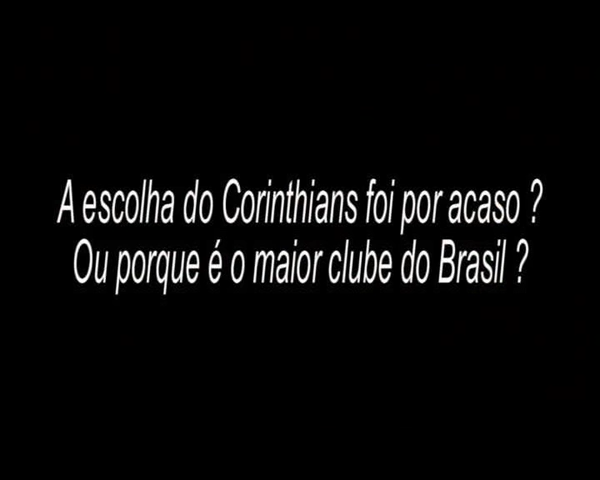 A escolha do Corinthians foi por acaso ?
Ou porque é o maior clube do Brasil ?